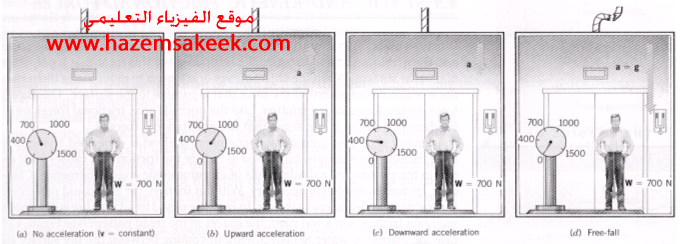 موقع الفيزياء التعليمي
www.hazemsakeek.com
a
a
a = g
700 1000
400
1500
0
W = 700 N
700 1000
400
1500
0
W = 700 N
700 1000
400
1500
0
W = 700 N
700 1000
400
1500
0
W = 700 N
(a) No acceleration (v = constant)
(b) Upward acceleration
(c) Downward acceleration
(d) Free-fall